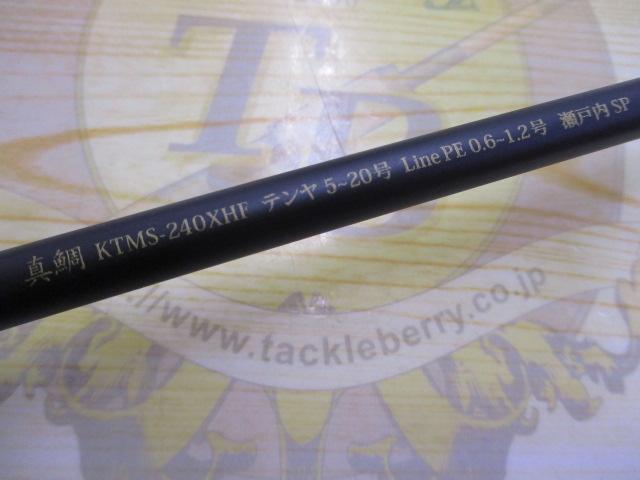 真鯛 KTMS-240XHF テンヤ 5~20号 Line PE 0.6~1.2号 瀬戸内 SP
TB
://www.tackleberry.co.jp